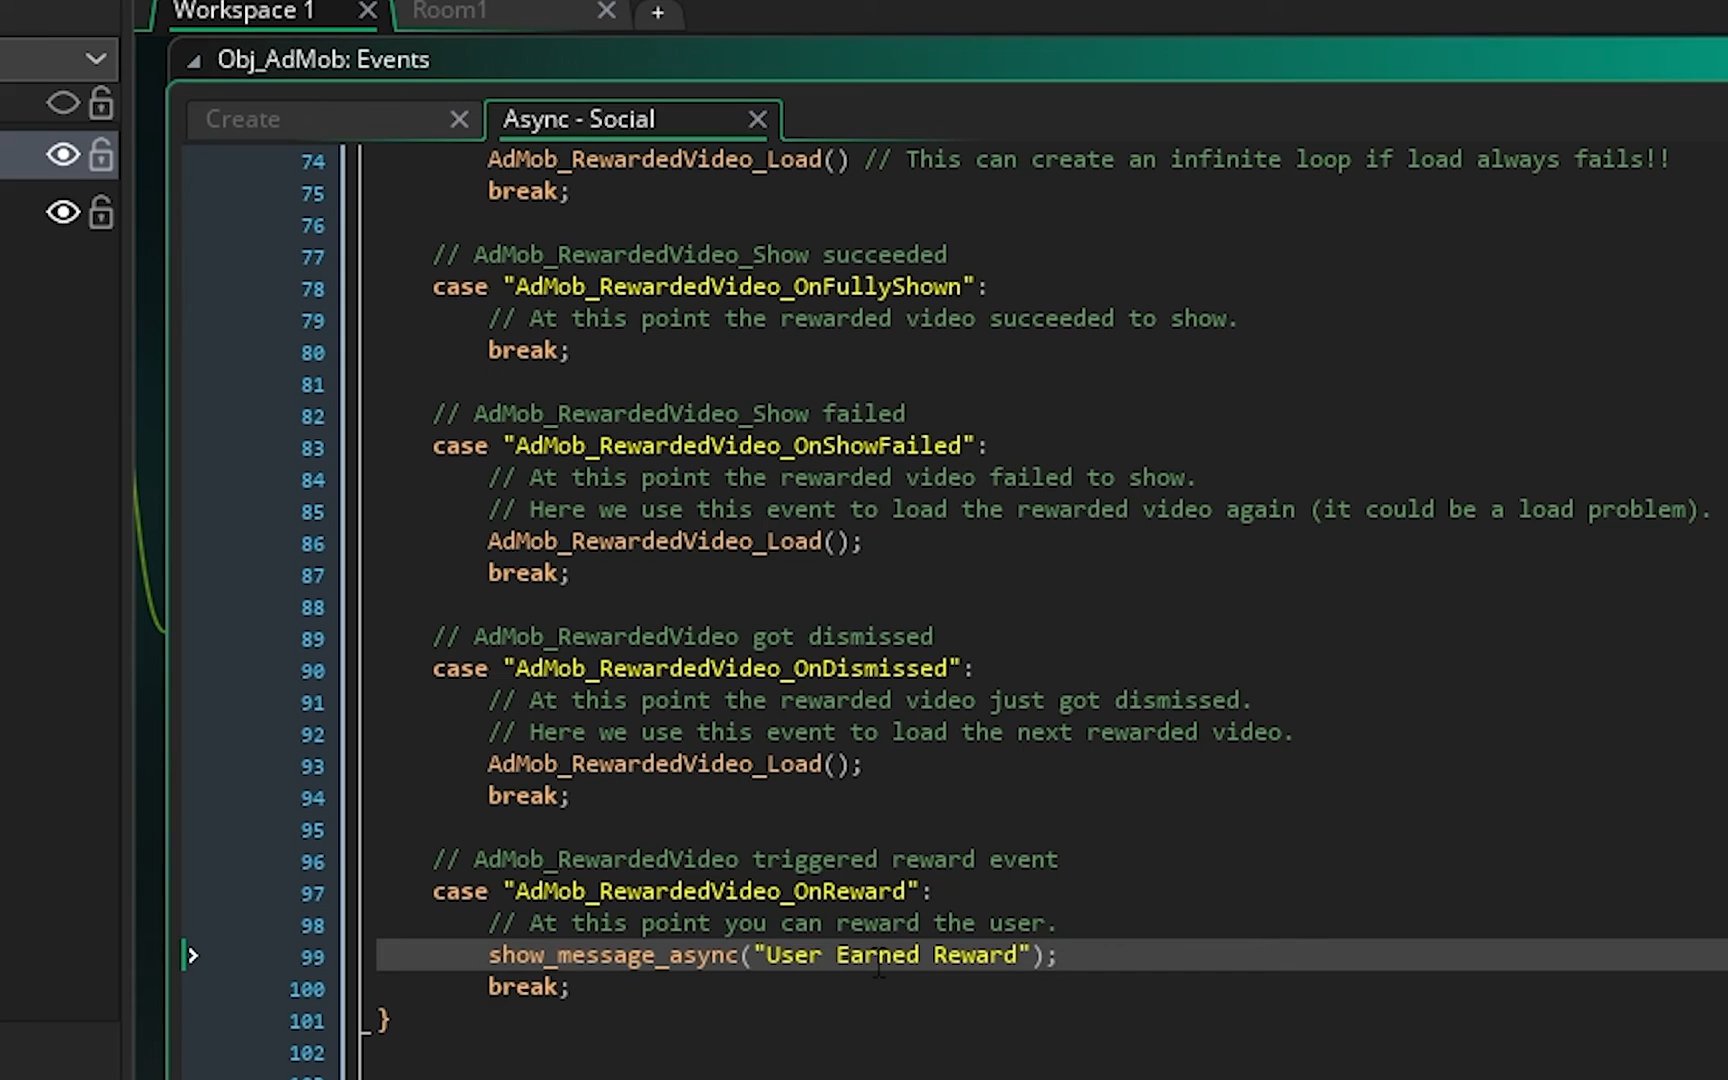 Workspace 1
Room1
+
Obj_AdMob: Events
Create
Async - Social
74 AdMob_RewardedVideo_Load() // This can create an infinite loop if load always fails!!
75 break;
76
77 // AdMob_RewardedVideo_Show succeeded
78 case "AdMob_RewardedVideo_OnFullyShown":
79 // At this point the rewarded video succeeded to show.
80 break;
81
82 // AdMob_RewardedVideo_Show failed
83 case "AdMob_RewardedVideo_OnShowFailed":
84 // At this point the rewarded video failed to show.
85 // Here we use this event to load the rewarded video again (it could be a load problem).
86 AdMob_RewardedVideo_Load();
87 break;
88
89 // AdMob_RewardedVideo got dismissed
90 case "AdMob_RewardedVideo_OnDismissed":
91 // At this point the rewarded video just got dismissed.
92 // Here we use this event to load the next rewarded video.
93 AdMob_RewardedVideo_Load();
94 break;
95
96 // AdMob_RewardedVideo triggered reward event
97 case "AdMob_RewardedVideo_OnReward":
98 // At this point you can reward the user.
99 show_message_async("User Earned Reward");
100 break;
101 }
102